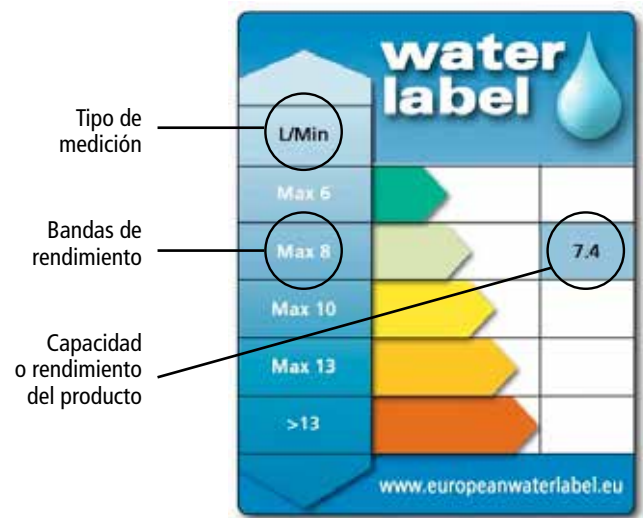 water
label
Tipo de
medición
L/Min
Max 6
Bandas de
rendimiento
Max 8
7.4
Max 10
Capacidad
o rendimiento
del producto
Max 13
>13
www.europeanwaterlabel.eu